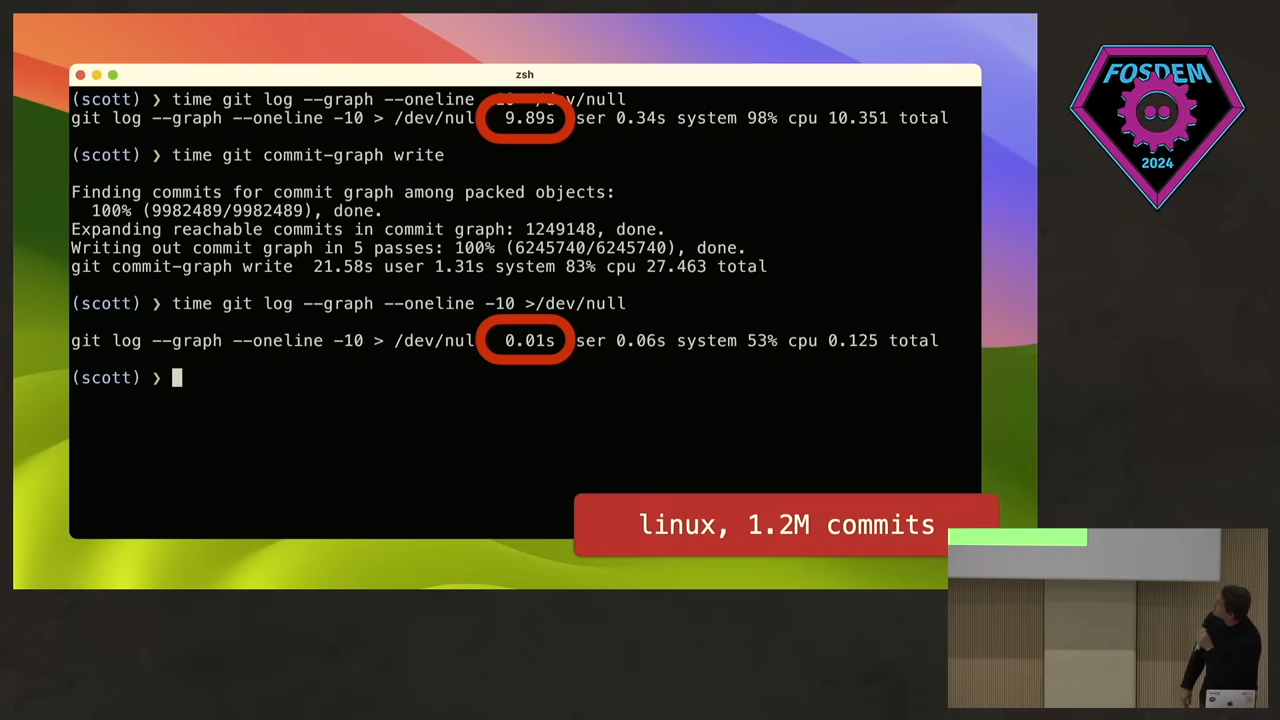 zsh
(scott) ❯ time git log --graph --oneline -10 >/dev/null
git log --graph --oneline -10 > /dev/nul 9.89s user 0.34s system 98% cpu 10.351 total
(scott) ❯ time git commit-graph write
Finding commits for commit graph among packed objects:
100% (9982489/9982489), done.
Expanding reachable commits in commit graph: 1249148, done.
Writing out commit graph in 5 passes: 100% (6245740/6245740), done.
git commit-graph write 21.58s user 1.31s system 83% cpu 27.463 total
(scott) ❯ time git log --graph --oneline -10 >/dev/null
git log --graph --oneline -10 > /dev/nul 0.01s user 0.06s system 53% cpu 0.125 total
(scott) ❯
linux, 1.2M commits
FOSDEM
2024